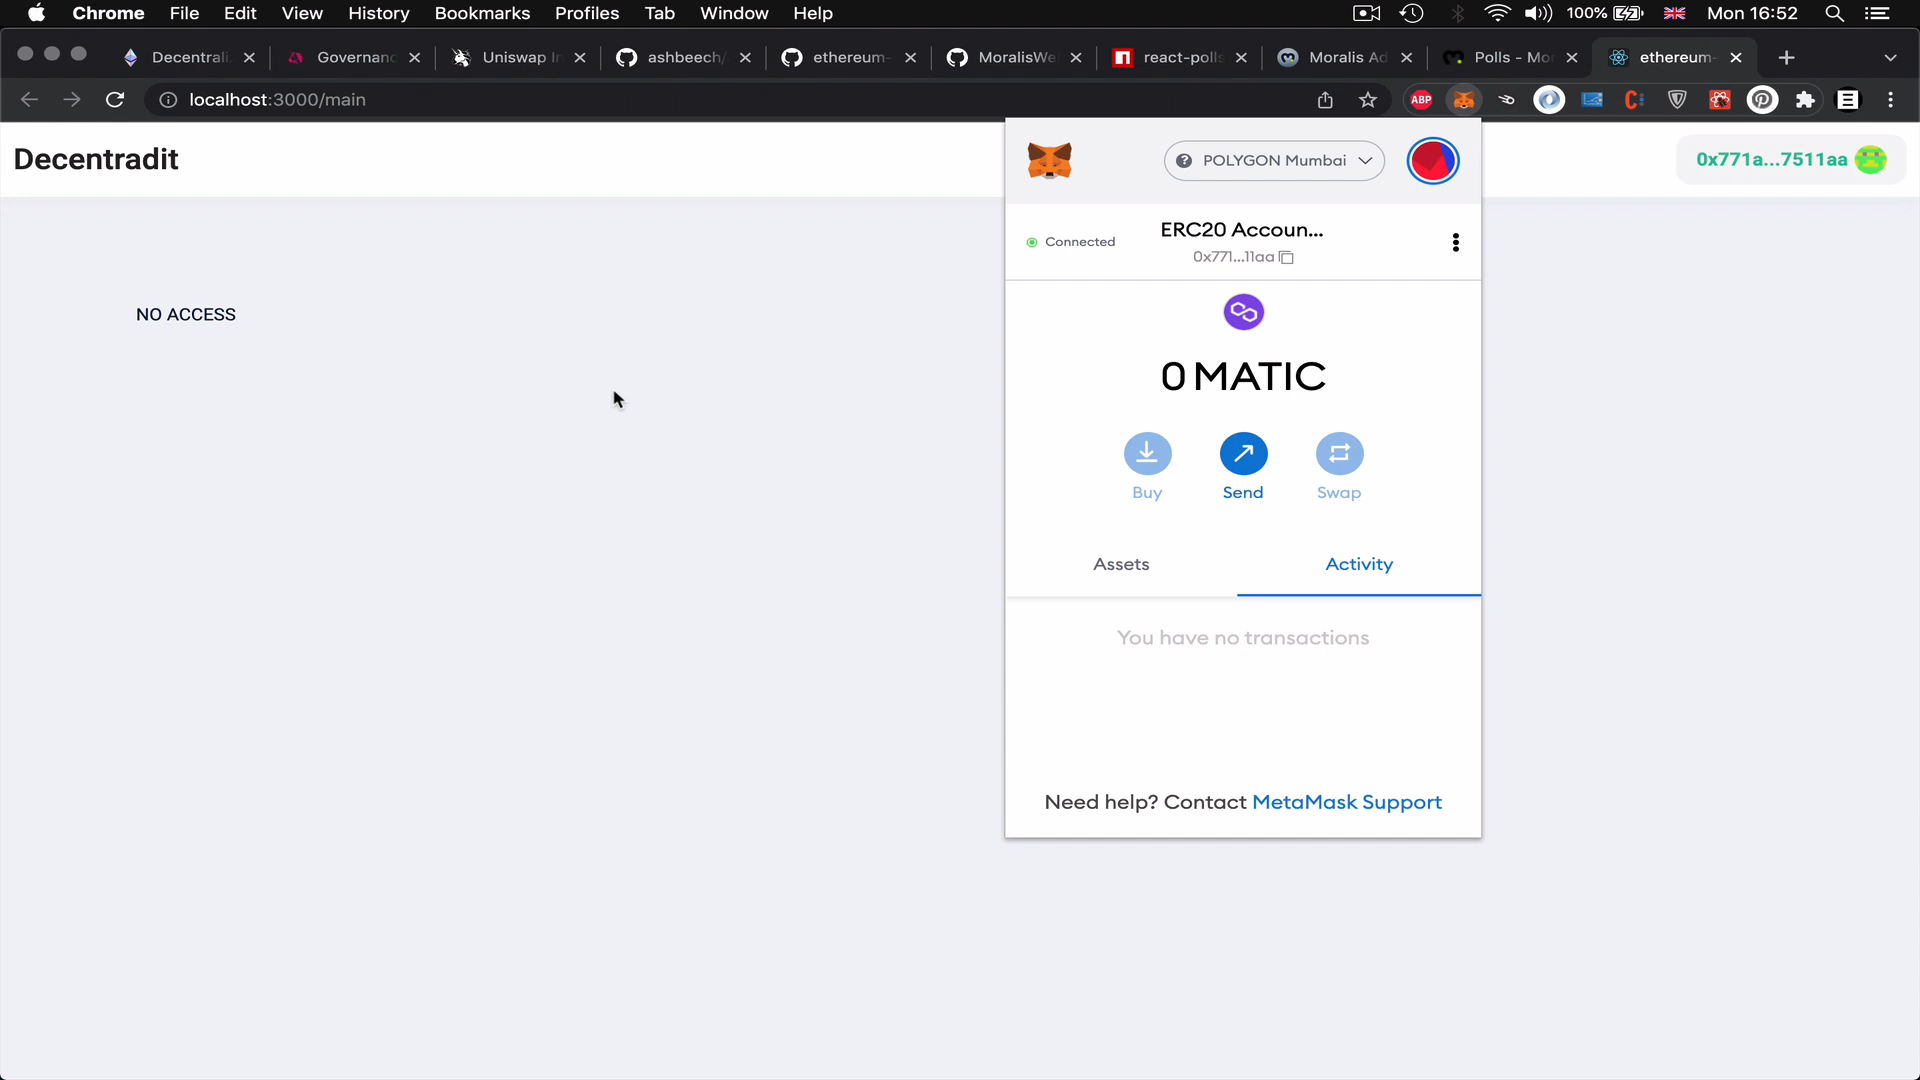 Chrome File Edit View History Bookmarks Profiles Tab Window Help 100% Mon 16:52
Decentrali Governanc Uniswap In ashbeech/ ethereum- MoralisWe react-polls Moralis Ad Polls - Mor ethereum-
localhost:3000/main ABP
Decentradit
0x771a...7511aa
POLYGON Mumbai
Connected
ERC20 Accoun...
0x771...11aa
NO ACCESS
0 MATIC
Buy Send Swap
Assets Activity
You have no transactions
Need help? Contact MetaMask Support